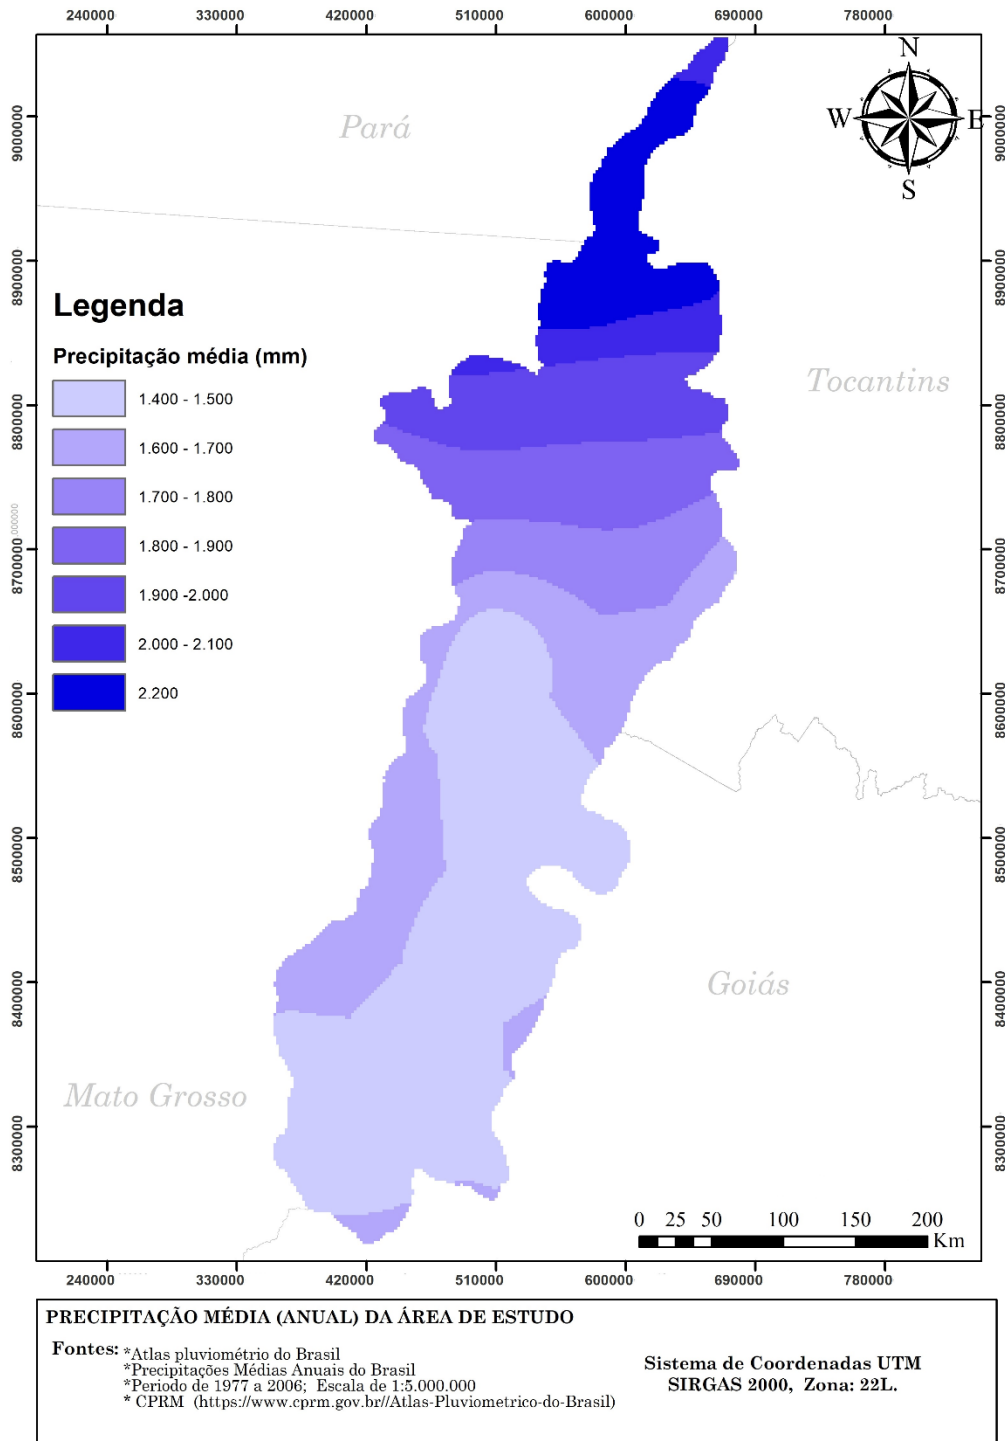 240000 330000 420000 510000 600000 690000 780000
N
W E
S
Pará
Tocantins
Goiás
Mato Grosso
9000000 9000000
8900000 8900000
8800000 8800000
8700000 8700000
8600000 8600000
8500000 8500000
8400000 8400000
8300000 8300000
Legenda
Precipitação média (mm)
1.400 - 1.500
1.600 - 1.700
1.700 - 1.800
1.800 - 1.900
1.900 -2.000
2.000 - 2.100
2.200
0 25 50 100 150 200
Km
240000 330000 420000 510000 600000 690000 780000
PRECIPITAÇÃO MÉDIA (ANUAL) DA ÁREA DE ESTUDO
Fontes: *Atlas pluviométrio do Brasil
*Precipitações Médias Anuais do Brasil
*Periodo de 1977 a 2006; Escala de 1:5.000.000
* CPRM (https://www.cprm.gov.br//Atlas-Pluviometrico-do-Brasil)
Sistema de Coordenadas UTM
SIRGAS 2000, Zona: 22L.